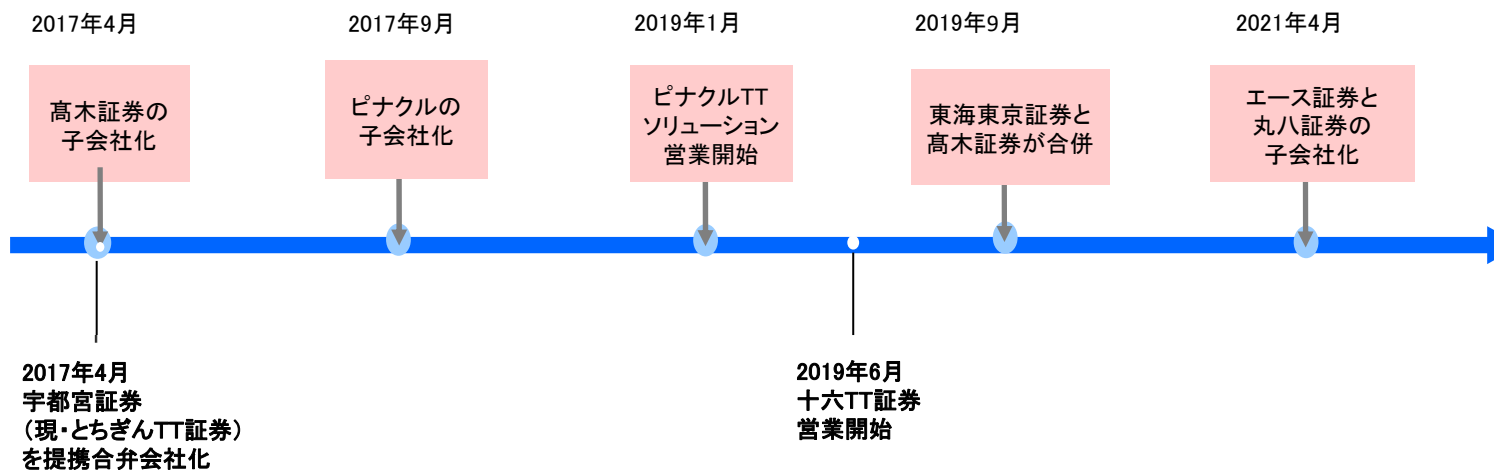 2017年4月
2017年9月
2019年1月
2019年9月
2021年4月
髙木証券の
子会社化
ピナクルの
子会社化
ピナクルTT
ソリューション
営業開始
東海東京証券と
髙木証券が合併
エース証券と
丸八証券の
子会社化
2017年4月
宇都宮証券
（現・とちぎんTT証券）
を提携合弁会社化
2019年6月
十六TT証券
営業開始